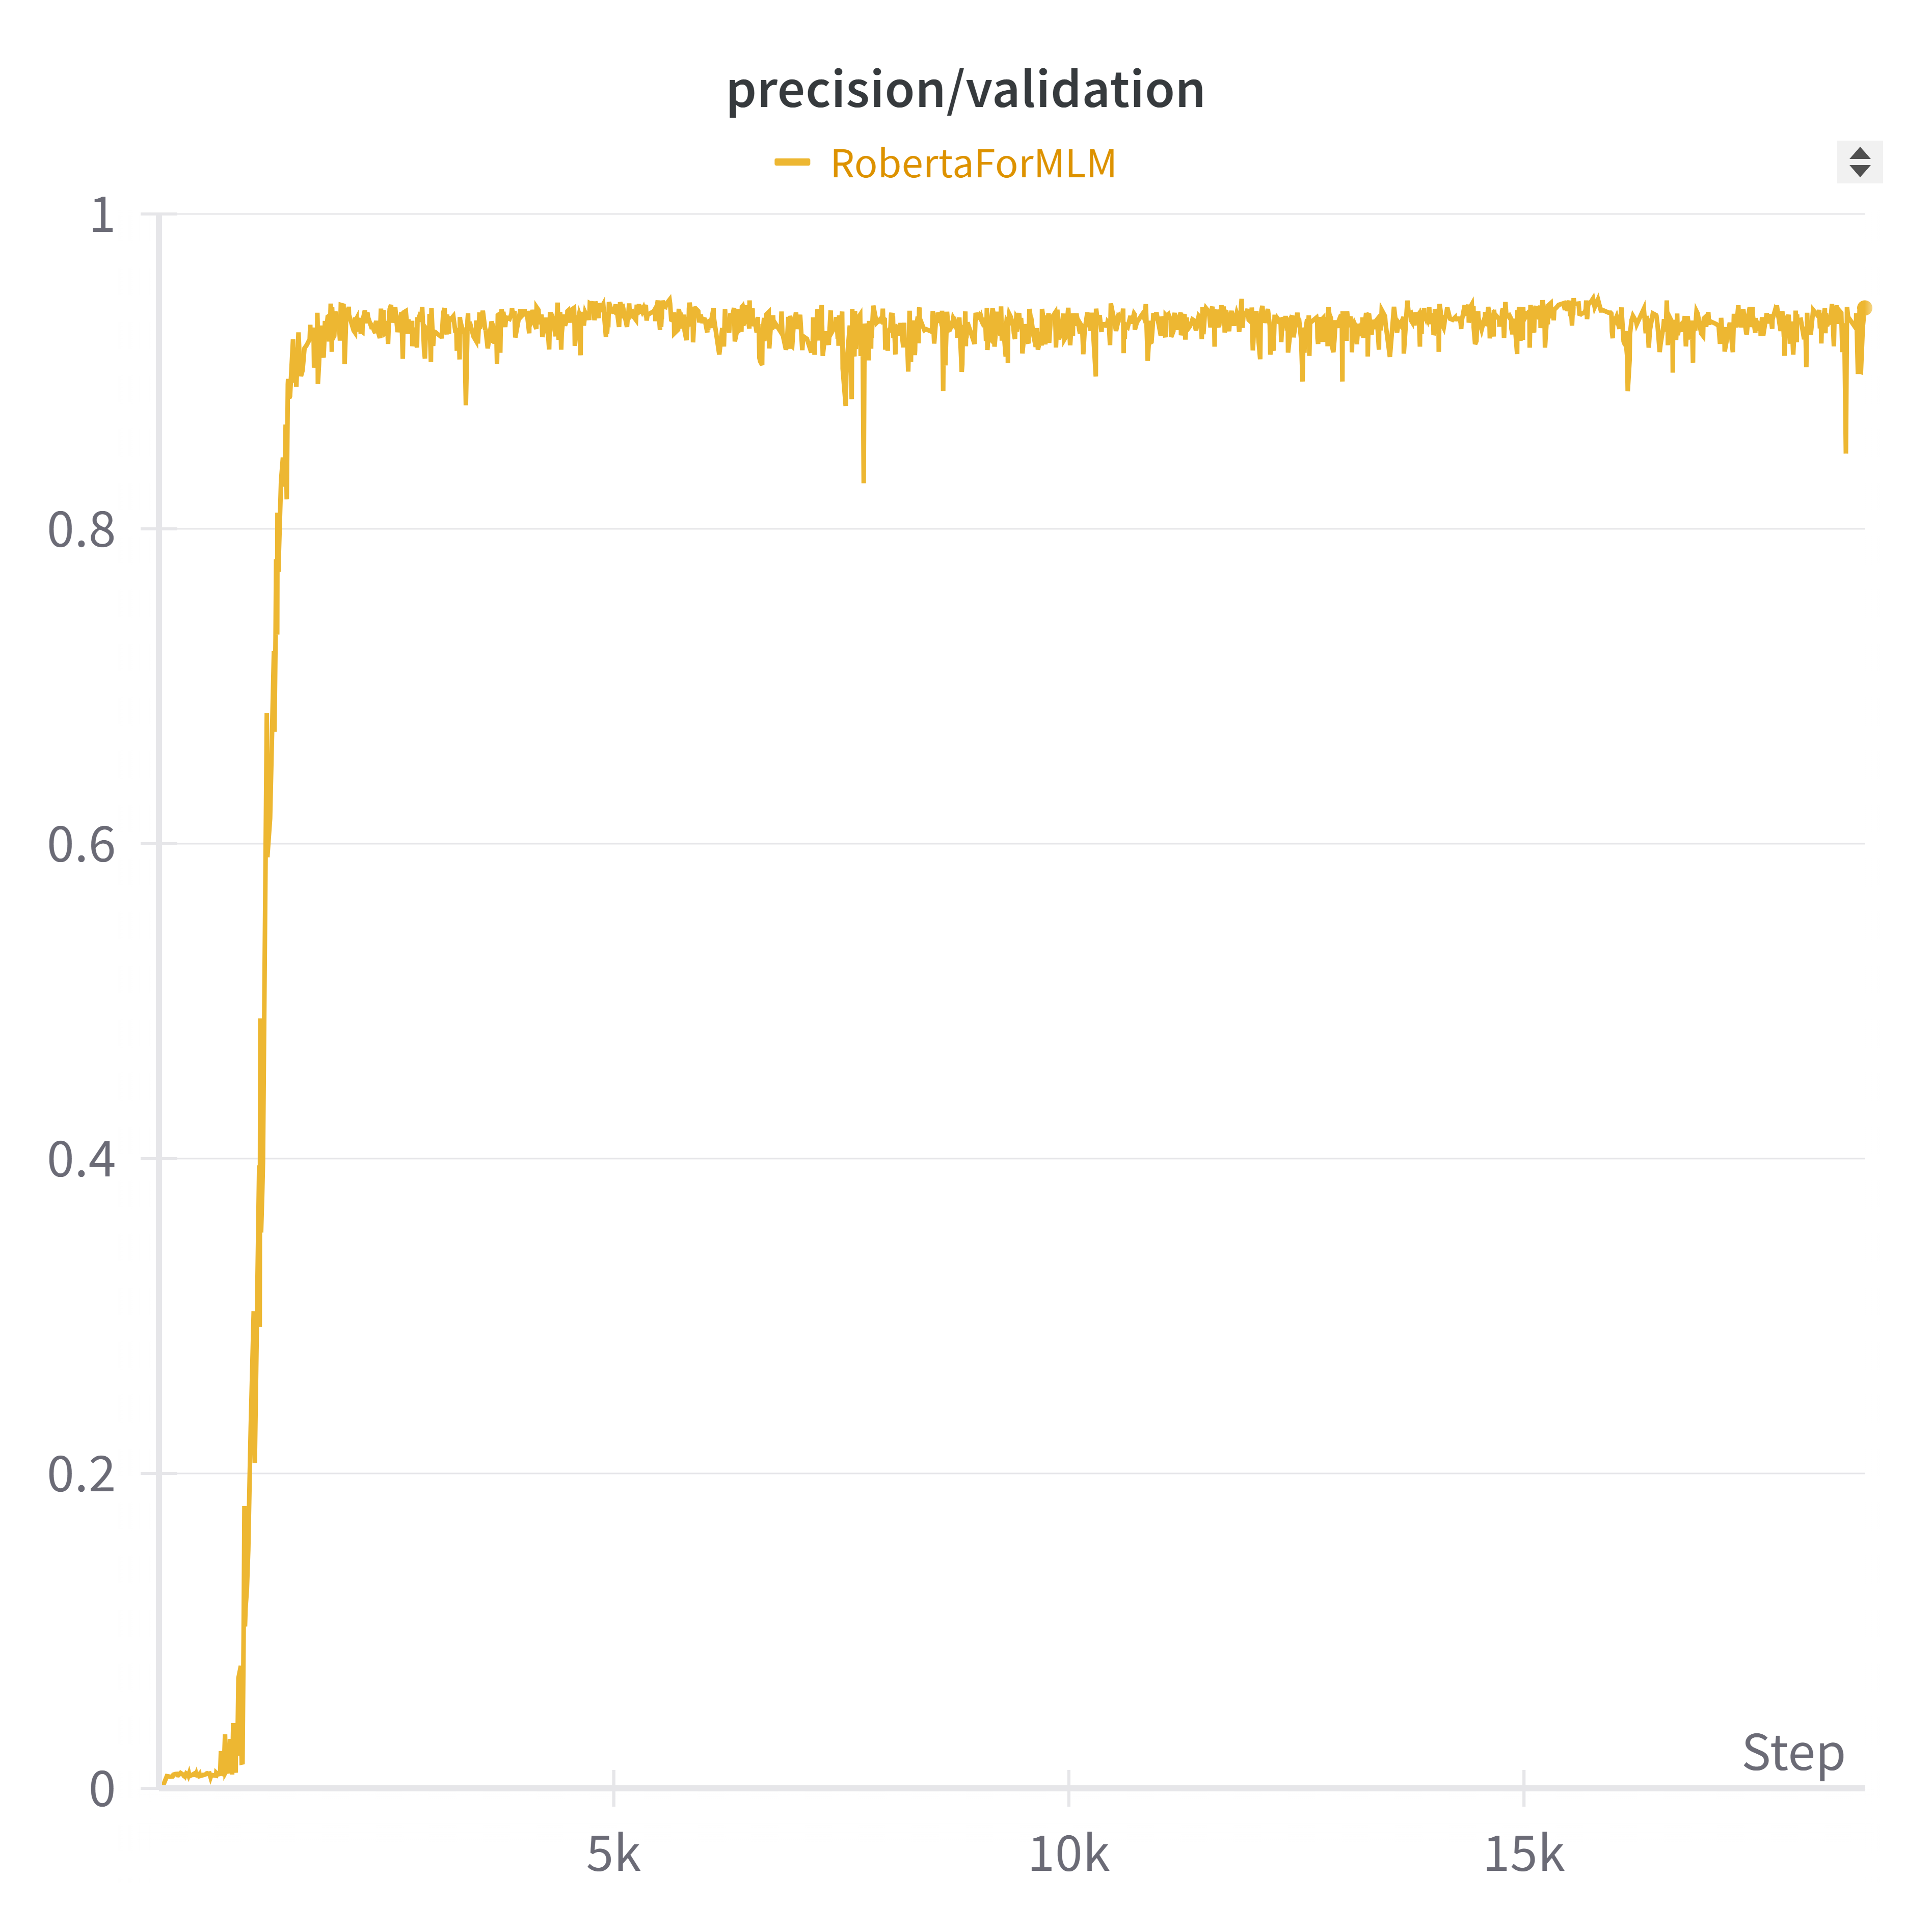 precision/validation
RobertaForMLM
1
0.8
0.6
0.4
0.2
0
Step
5k
10k
15k